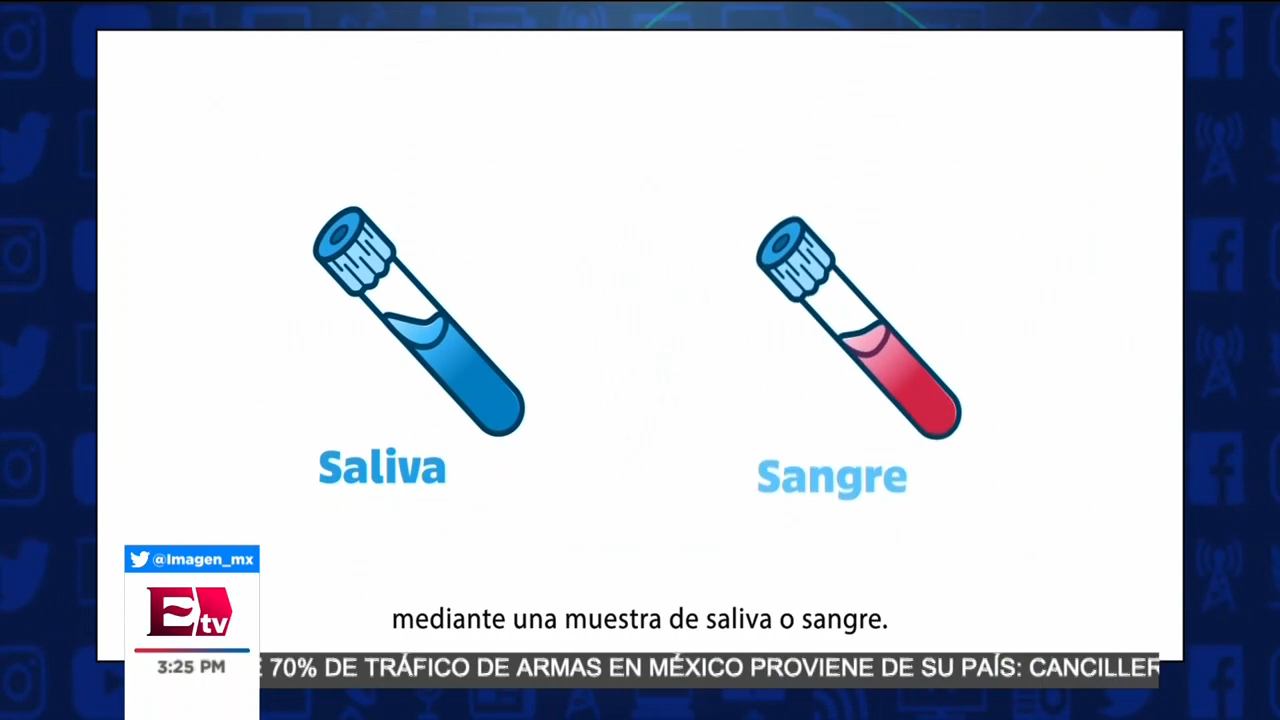 Saliva
Sangre
@Imagen_mx
Etv
mediante una muestra de saliva o sangre.
3:25 PM
70% DE TRÁFICO DE ARMAS EN MÉXICO PROVIENE DE SU PAÍS: CANCILLER